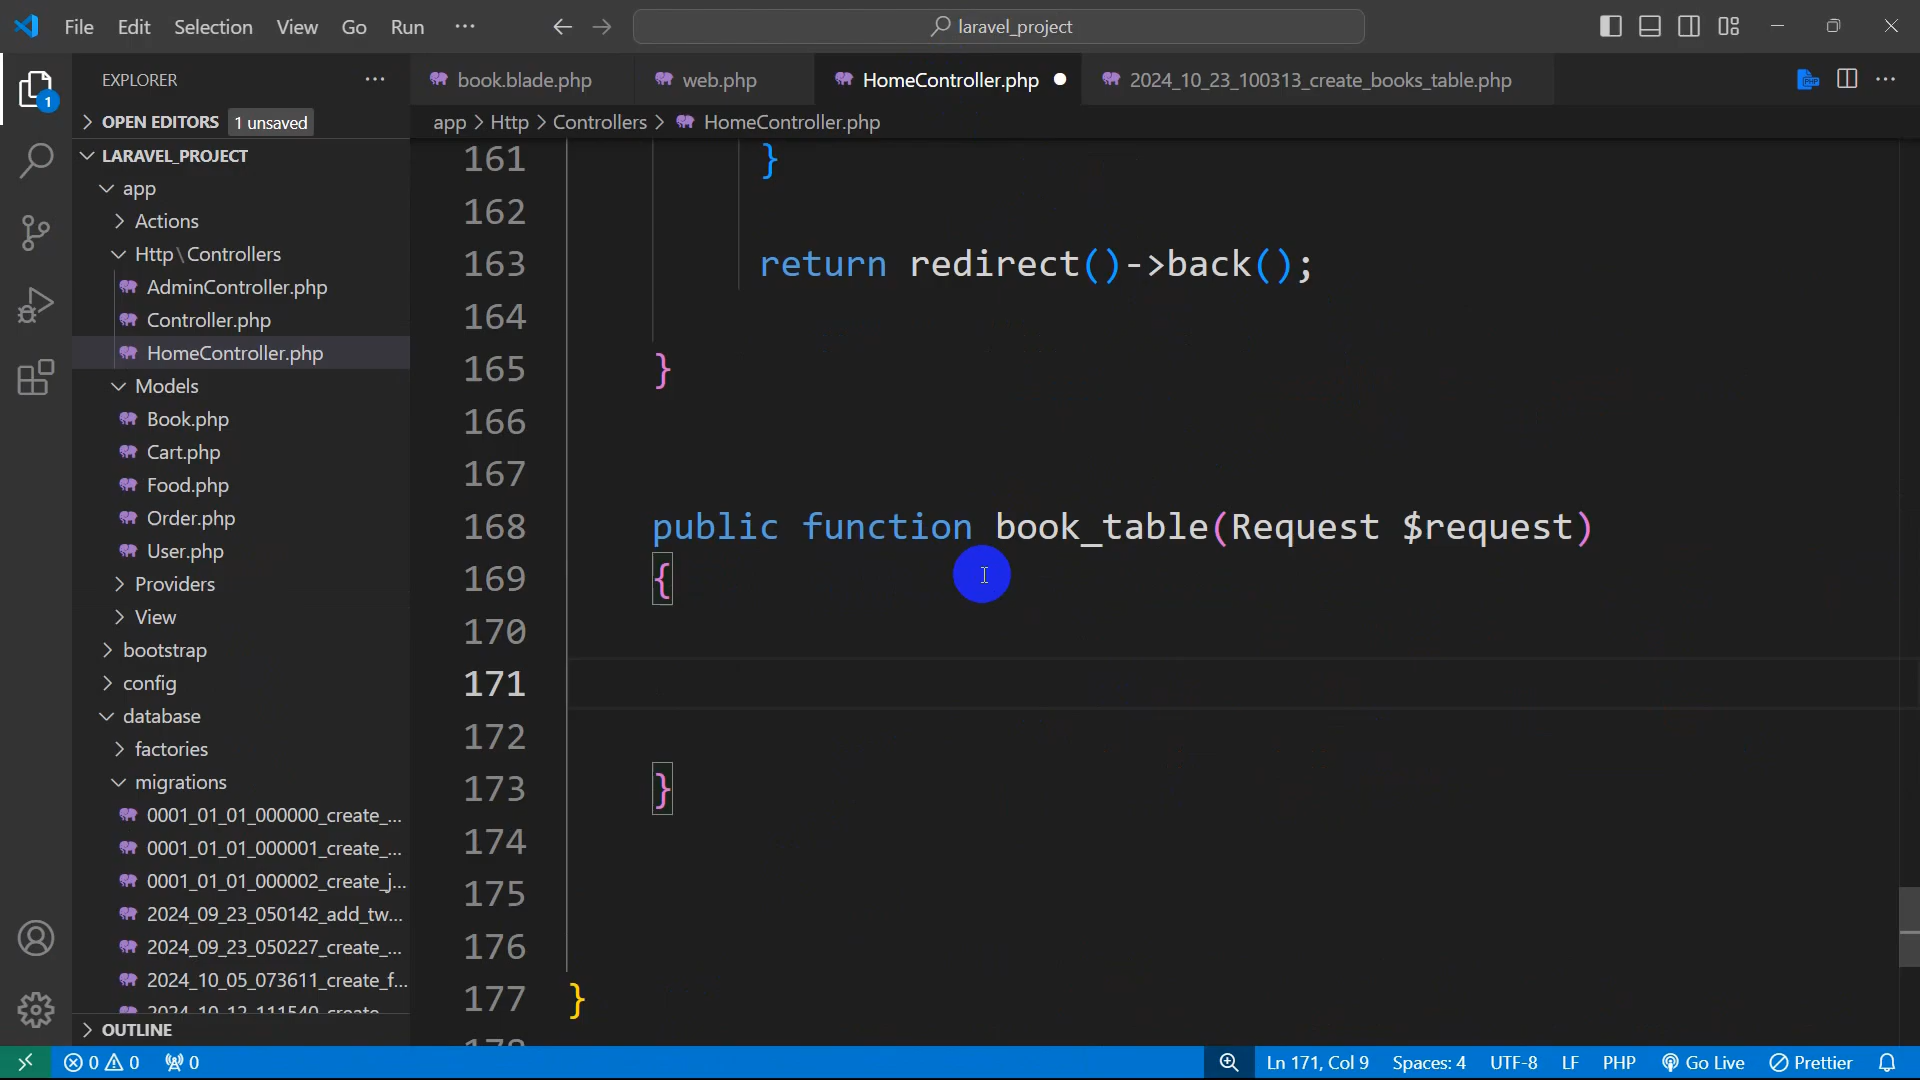 File Edit Selection View Go Run ··· laravel_project
EXPLORER ···
OPEN EDITORS 1 unsaved
LARAVEL_PROJECT
app
Actions
Http\Controllers
AdminController.php
Controller.php
HomeController.php
Models
Book.php
Cart.php
Food.php
Order.php
User.php
Providers
View
bootstrap
config
database
factories
migrations
0001_01_01_000000_create_...
0001_01_01_000001_create_...
0001_01_01_000002_create_j...
2024_09_23_050142_add_tw...
2024_09_23_050227_create_...
2024_10_05_073611_create_f...
2024_10_12_111540_create
OUTLINE
1
book.blade.php web.php HomeController.php 2024_10_23_100313_create_books_table.php
app > Http > Controllers > HomeController.php
161 }
162
163 return redirect()->back();
164
165 }
166
167
168 public function book_table(Request $request)
169 {
170
171
172
173 }
174
175
176
177 }
178
0 0 0 Ln 171, Col 9 Spaces: 4 UTF-8 LF PHP Go Live Prettier